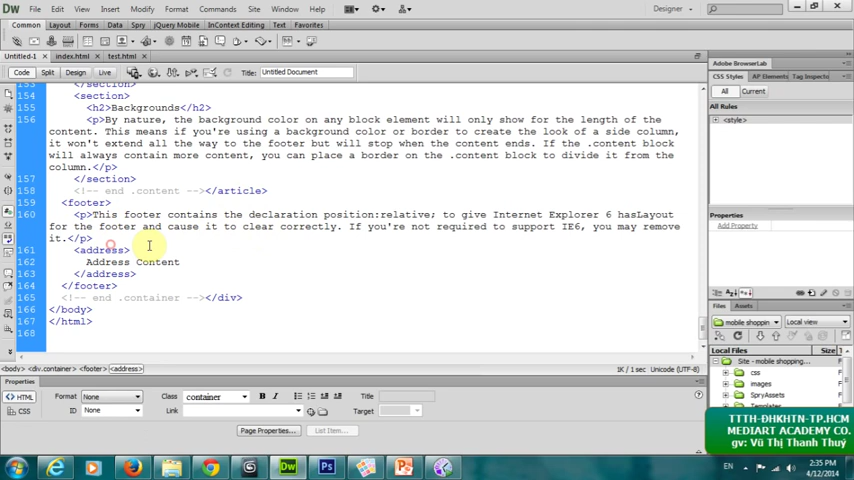 Dw File Edit View Insert Modify Format Commands Site Window Help Designer
Common Layout Forms Data Spry jQuery Mobile InContext Editing Text Favorites
Untitled-1 × index.html × test.html ×
Code Split Design Live Title: Untitled Document
153 </section>
154 <section>
155 <h2>Backgrounds</h2>
156 <p>By nature, the background color on any block element will only show for the length of the
content. This means if you're using a background color or border to create the look of a side column,
it won't extend all the way to the footer but will stop when the content ends. If the .content block
will always contain more content, you can place a border on the .content block to divide it from the
column.</p>
157 </section>
158 <!-- end .content --></article>
159 <footer>
160 <p>This footer contains the declaration position:relative; to give Internet Explorer 6 hasLayout
for the footer and cause it to clear correctly. If you're not required to support IE6, you may remove
it.</p>
161 <address>
162 Address Content
163 </address>
164 </footer>
165 <!-- end .container --></div>
166 </body>
167 </html>
168
<body> <div.container> <footer> <address> 1K / 1 sec Unicode (UTF-8)
Properties
HTML Format None Class container B I Title
CSS ID None Link Target
Page Properties... List Item...
Adobe BrowserLab
CSS Styles AP Elements Tag Inspecto
All Current
All Rules
<style>
Properties
Add Property
Files Assets
mobile shoppin Local view
Local Files Size
Site - mobile shopping...
css
images
SpryAssets
Templates
TTTH-ĐHKHTN-TP.HCM
MEDIART ACADEMY CO.
gv: Vũ Thị Thanh Thuý
Dw Ps
EN 2:35 PM
4/12/2014